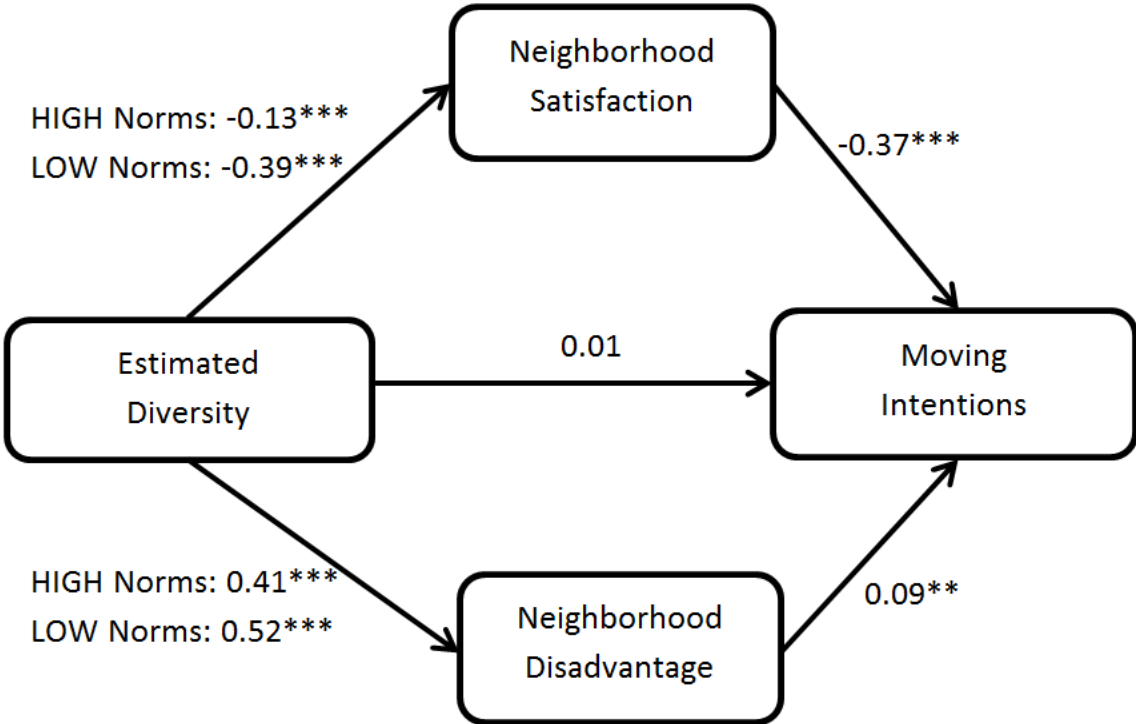 Neighborhood
Satisfaction
HIGH Norms: -0.13***
LOW Norms: -0.39***
-0.37***
Estimated
Diversity
0.01
Moving
Intentions
HIGH Norms: 0.41***
LOW Norms: 0.52***
Neighborhood
Disadvantage
0.09**